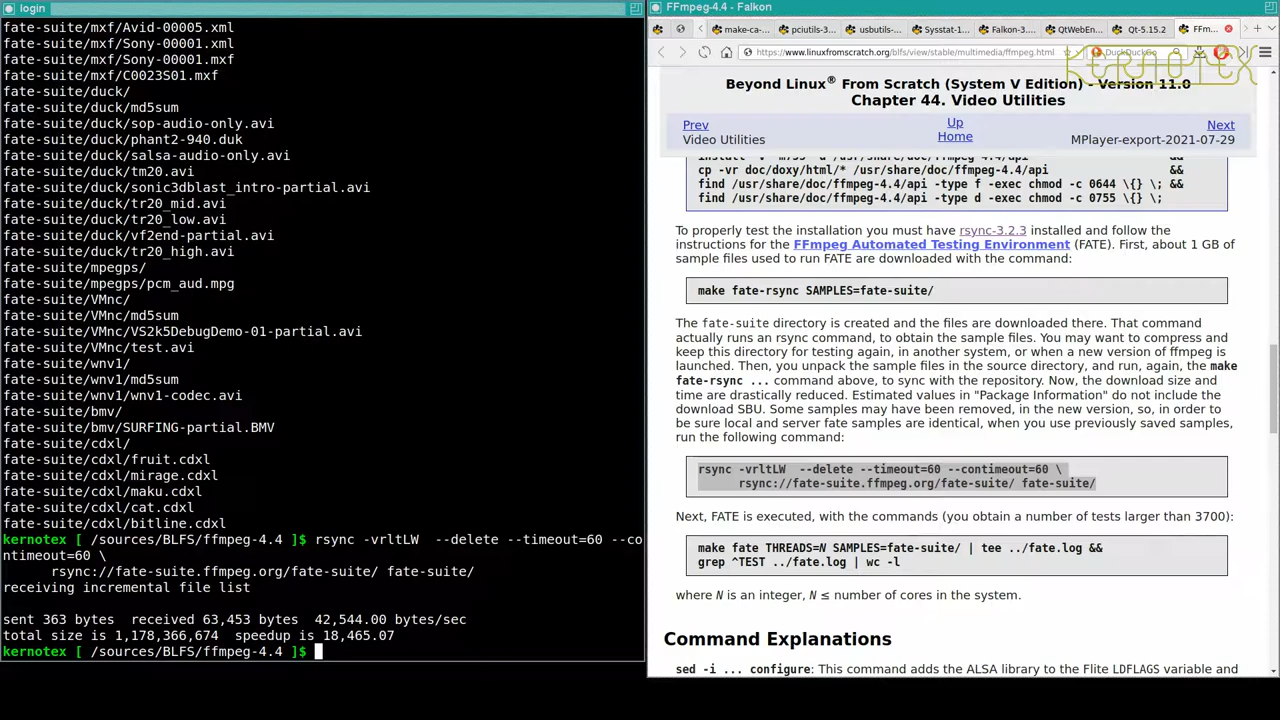 login
fate-suite/mxf/Avid-00005.xml
fate-suite/mxf/Sony-00001.xml
fate-suite/mxf/Sony-00001.mxf
fate-suite/mxf/C0023S01.mxf
fate-suite/duck/
fate-suite/duck/md5sum
fate-suite/duck/sop-audio-only.avi
fate-suite/duck/phant2-940.duk
fate-suite/duck/salsa-audio-only.avi
fate-suite/duck/tm20.avi
fate-suite/duck/sonic3dblast_intro-partial.avi
fate-suite/duck/tr20_mid.avi
fate-suite/duck/tr20_low.avi
fate-suite/duck/vf2end-partial.avi
fate-suite/duck/tr20_high.avi
fate-suite/mpegps/
fate-suite/mpegps/pcm_aud.mpg
fate-suite/VMnc/
fate-suite/VMnc/md5sum
fate-suite/VMnc/VS2k5DebugDemo-01-partial.avi
fate-suite/VMnc/test.avi
fate-suite/wnv1/
fate-suite/wnv1/md5sum
fate-suite/wnv1/wnv1-codec.avi
fate-suite/bmv/
fate-suite/bmv/SURFING-partial.BMV
fate-suite/cdxl/
fate-suite/cdxl/fruit.cdxl
fate-suite/cdxl/mirage.cdxl
fate-suite/cdxl/maku.cdxl
fate-suite/cdxl/cat.cdxl
fate-suite/cdxl/bitline.cdxl
kernotex [ /sources/BLFS/ffmpeg-4.4 ]$ rsync -vrltLW  --delete --timeout=60 --co
ntimeout=60 \
rsync://fate-suite.ffmpeg.org/fate-suite/ fate-suite/
receiving incremental file list
sent 363 bytes  received 63,453 bytes  42,544.00 bytes/sec
total size is 1,178,366,674  speedup is 18,465.07
kernotex [ /sources/BLFS/ffmpeg-4.4 ]$
FFmpeg-4.4 - Falkon
make-ca-... pciutils-3... usbutils-... Sysstat-1... Falkon-3... QtWebEn... Qt-5.15.2 FFm...
https://www.linuxfromscratch.org/blfs/view/stable/multimedia/ffmpeg.html DuckDuckGo
KERNOTEX
Beyond Linux® From Scratch (System V Edition) - Version 11.0
Chapter 44. Video Utilities
Prev Up Next
Video Utilities Home MPlayer-export-2021-07-29
install -v -m755 -d /usr/share/doc/ffmpeg-4.4/api &&
cp -vr doc/doxy/html/* /usr/share/doc/ffmpeg-4.4/api &&
find /usr/share/doc/ffmpeg-4.4/api -type f -exec chmod -c 0644 \{} \; &&
find /usr/share/doc/ffmpeg-4.4/api -type d -exec chmod -c 0755 \{} \;
To properly test the installation you must have rsync-3.2.3 installed and follow the
instructions for the FFmpeg Automated Testing Environment (FATE). First, about 1 GB of
sample files used to run FATE are downloaded with the command:
make fate-rsync SAMPLES=fate-suite/
The fate-suite directory is created and the files are downloaded there. That command
actually runs an rsync command, to obtain the sample files. You may want to compress and
keep this directory for testing again, in another system, or when a new version of ffmpeg is
launched. Then, you unpack the sample files in the source directory, and run, again, the make
fate-rsync ... command above, to sync with the repository. Now, the download size and
time are drastically reduced. Estimated values in "Package Information" do not include the
download SBU. Some samples may have been removed, in the new version, so, in order to
be sure local and server fate samples are identical, when you use previously saved samples,
run the following command:
rsync -vrltLW  --delete --timeout=60 --contimeout=60 \
rsync://fate-suite.ffmpeg.org/fate-suite/ fate-suite/
Next, FATE is executed, with the commands (you obtain a number of tests larger than 3700):
make fate THREADS=N SAMPLES=fate-suite/ | tee ../fate.log &&
grep ^TEST ../fate.log | wc -l
where N is an integer, N ≤ number of cores in the system.
Command Explanations
sed -i ... configure: This command adds the ALSA library to the Flite LDFLAGS variable and